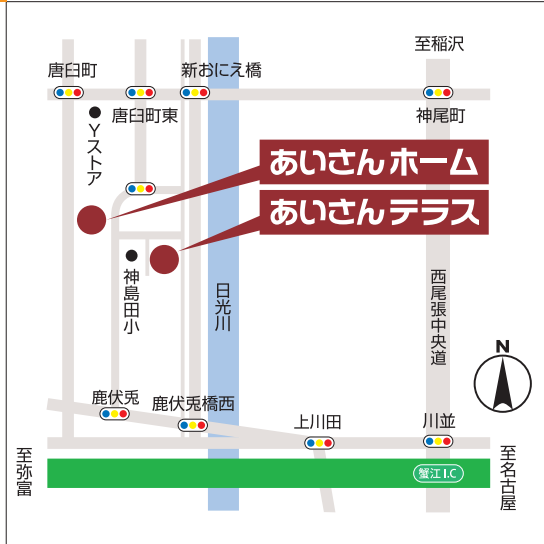 至稲沢
唐臼町
新おにえ橋
唐臼町東
神尾町
Yストア
あいさんホーム
あいさんテラス
神島田小
日光川
西尾張中央道
N
鹿伏兎
鹿伏兎橋西
上川田
川並
至弥富
蟹江I.C
至名古屋